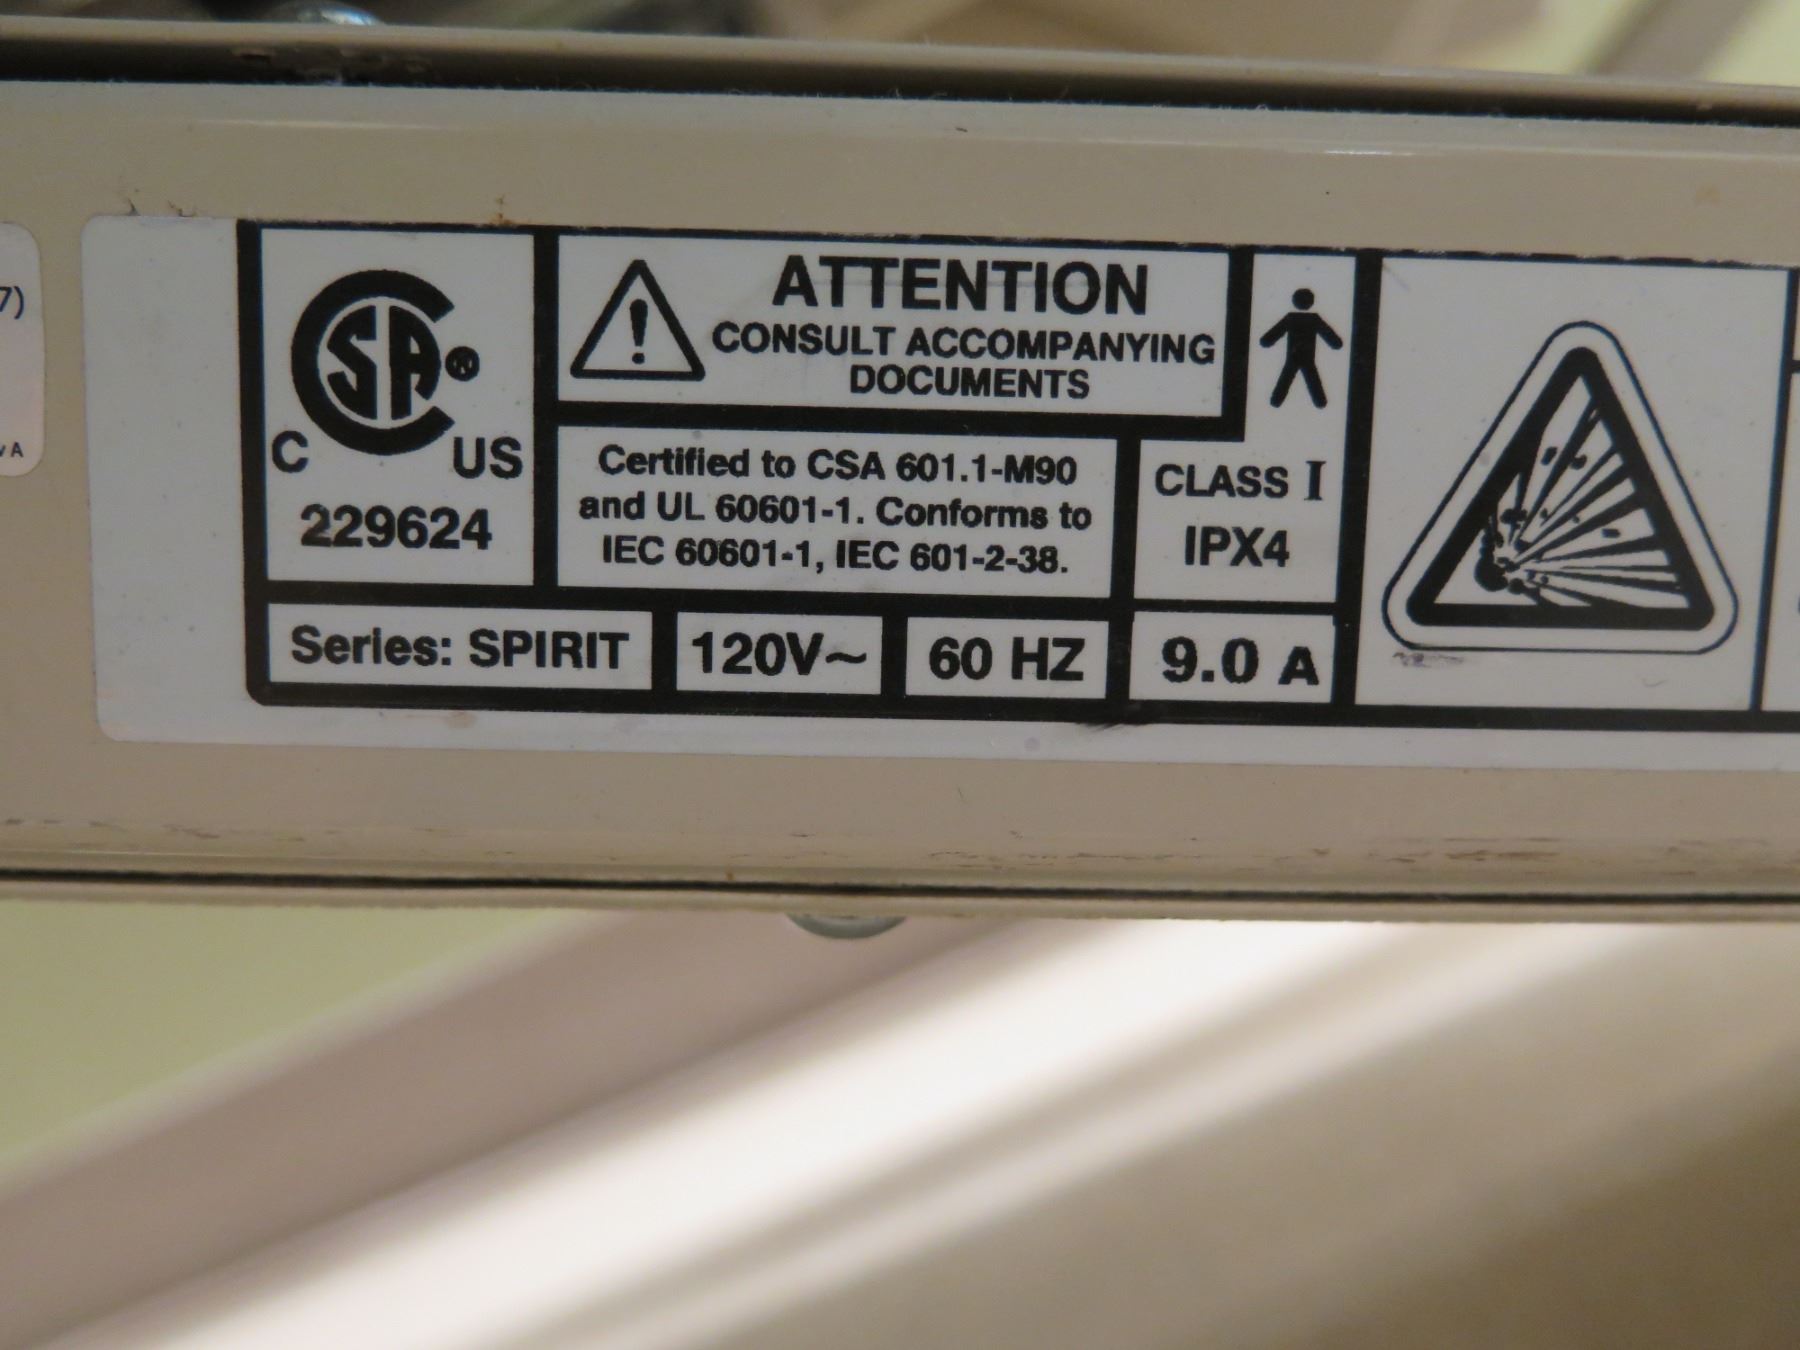 7)
v A
CSA®
C US
229624
ATTENTION
CONSULT ACCOMPANYING
DOCUMENTS
Certified to CSA 601.1-M90
and UL 60601-1. Conforms to
IEC 60601-1, IEC 601-2-38.
CLASS I
IPX4
Series: SPIRIT
120V~
60 HZ
9.0 A